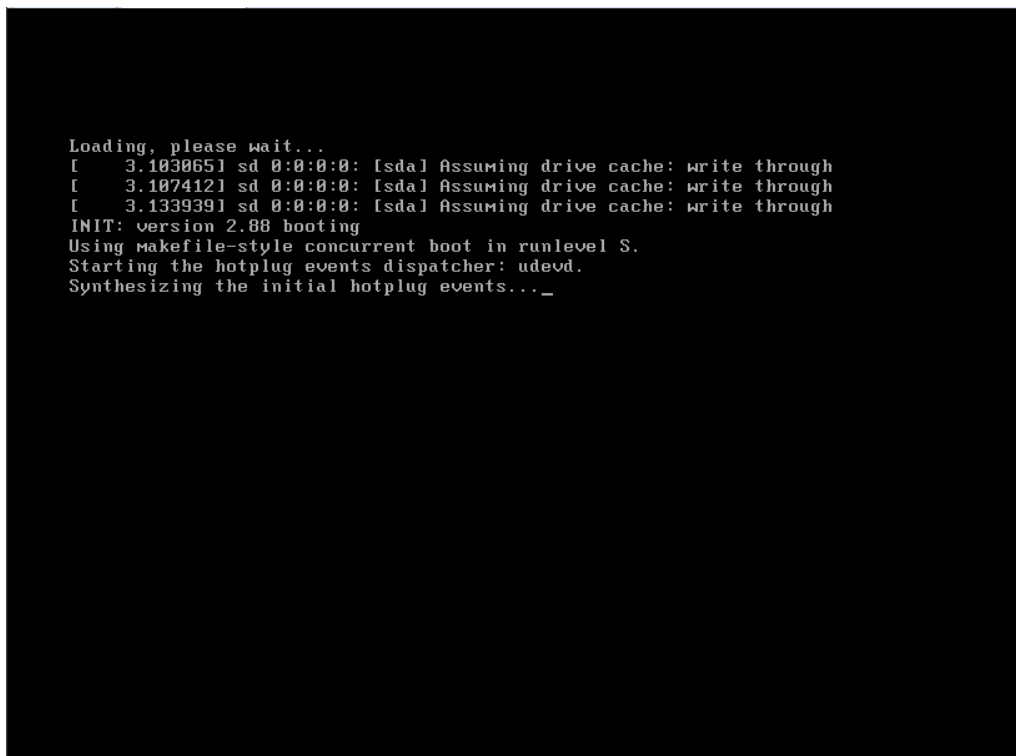 Loading, please wait...
[    3.103065] sd 0:0:0:0: [sda] Assuming drive cache: write through
[    3.107412] sd 0:0:0:0: [sda] Assuming drive cache: write through
[    3.133939] sd 0:0:0:0: [sda] Assuming drive cache: write through
INIT: version 2.88 booting
Using makefile-style concurrent boot in runlevel S.
Starting the hotplug events dispatcher: udevd.
Synthesizing the initial hotplug events..._